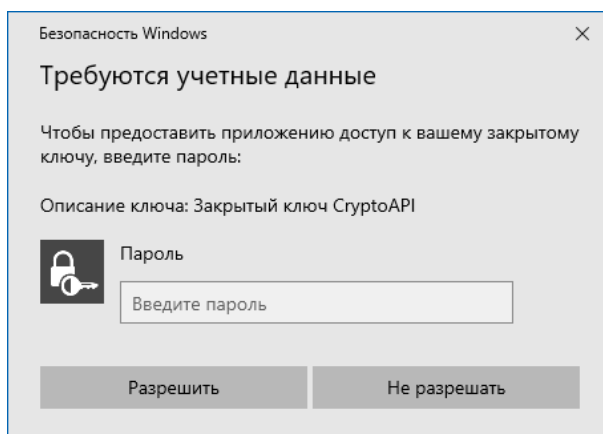 Безопасность Windows
Требуются учетные данные
Чтобы предоставить приложению доступ к вашему закрытому
ключу, введите пароль:
Описание ключа: Закрытый ключ CryptoAPI
Пароль
Введите пароль
Разрешить
Не разрешать